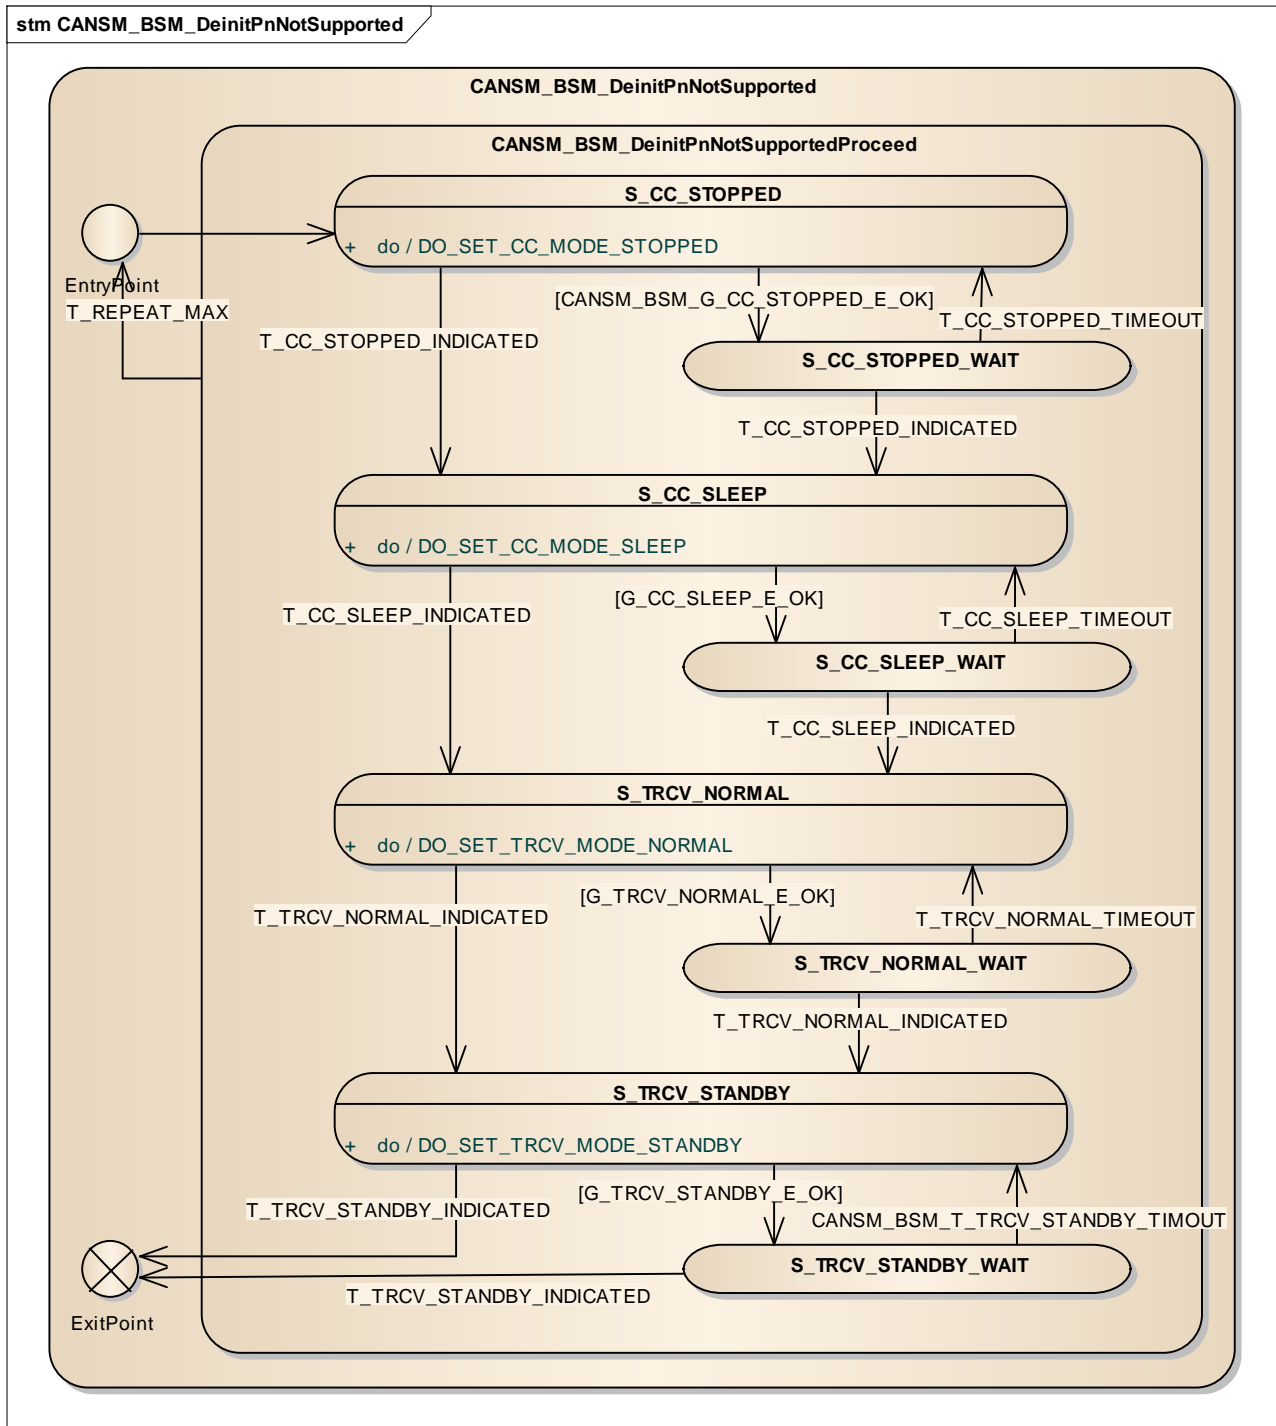 stm CANSM_BSM_DeinitPnNotSupported
CANSM_BSM_DeinitPnNotSupported
CANSM_BSM_DeinitPnNotSupportedProceed
S_CC_STOPPED
+ do / DO_SET_CC_MODE_STOPPED
EntryPoint
T_REPEAT_MAX
[CANSM_BSM_G_CC_STOPPED_E_OK]
T_CC_STOPPED_TIMEOUT
T_CC_STOPPED_INDICATED
S_CC_STOPPED_WAIT
T_CC_STOPPED_INDICATED
S_CC_SLEEP
+ do / DO_SET_CC_MODE_SLEEP
[G_CC_SLEEP_E_OK]
T_CC_SLEEP_INDICATED
T_CC_SLEEP_TIMEOUT
S_CC_SLEEP_WAIT
T_CC_SLEEP_INDICATED
S_TRCV_NORMAL
+ do / DO_SET_TRCV_MODE_NORMAL
[G_TRCV_NORMAL_E_OK]
T_TRCV_NORMAL_INDICATED
T_TRCV_NORMAL_TIMEOUT
S_TRCV_NORMAL_WAIT
T_TRCV_NORMAL_INDICATED
S_TRCV_STANDBY
+ do / DO_SET_TRCV_MODE_STANDBY
[G_TRCV_STANDBY_E_OK]
T_TRCV_STANDBY_INDICATED
CANSM_BSM_T_TRCV_STANDBY_TIMOUT
S_TRCV_STANDBY_WAIT
T_TRCV_STANDBY_INDICATED
ExitPoint